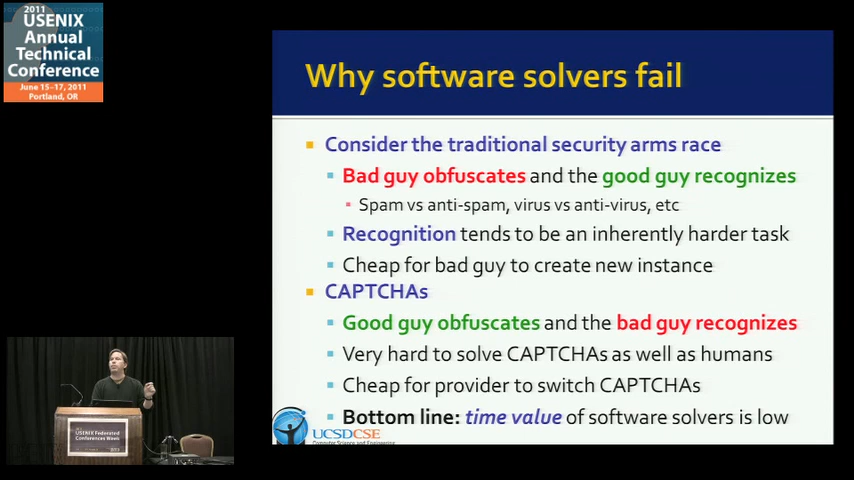 2011
USENIX
Annual
Technical
Conference
June 15–17, 2011
Portland, OR
Why software solvers fail
Consider the traditional security arms race
Bad guy obfuscates and the good guy recognizes
Spam vs anti-spam, virus vs anti-virus, etc
Recognition tends to be an inherently harder task
Cheap for bad guy to create new instance
CAPTCHAs
Good guy obfuscates and the bad guy recognizes
Very hard to solve CAPTCHAs as well as humans
Cheap for provider to switch CAPTCHAs
Bottom line: time value of software solvers is low
UCSDCSE
Computer Science and Engineering
USENIX Federated
Conferences Week